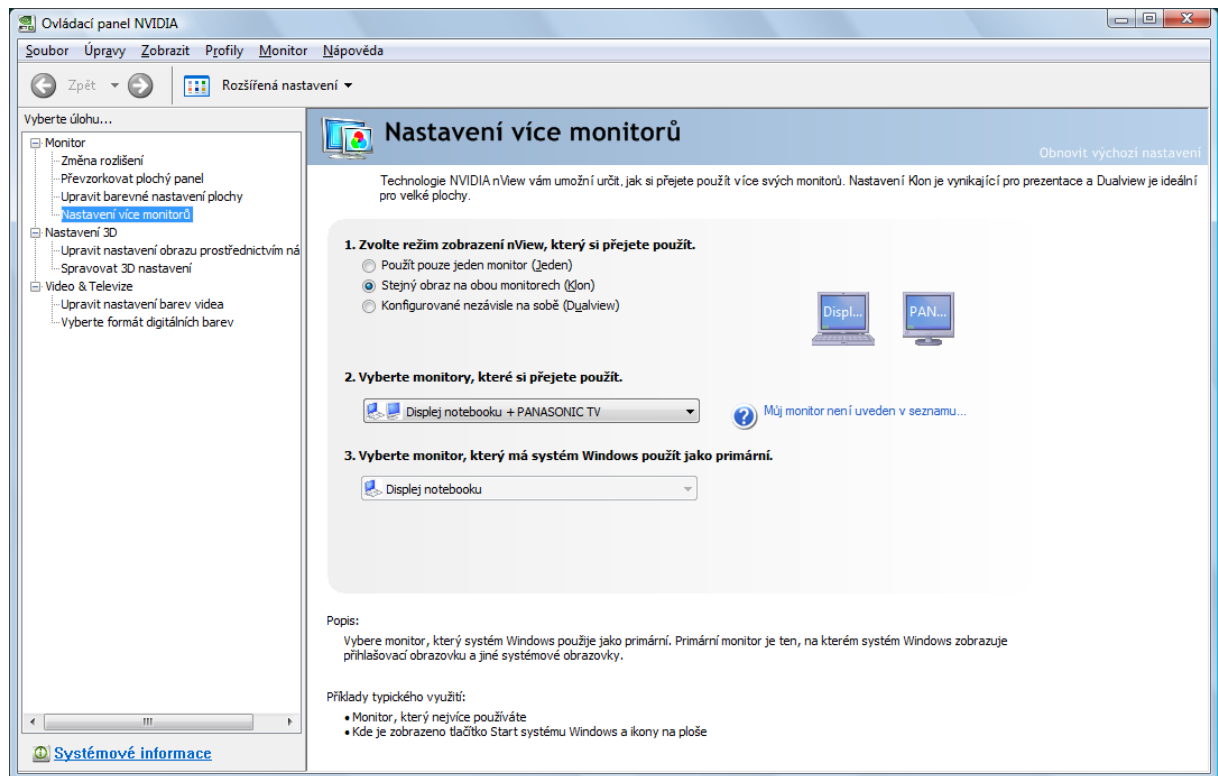 Ovládací panel NVIDIA
Soubor Úpravy Zobrazit Profily Monitor Nápověda
Zpět Rozšířená nastavení
Vyberte úlohu...
Monitor
Změna rozlišení
Převzorkovat plochý panel
Upravit barevné nastavení plochy
Nastavení více monitorů
Nastavení 3D
Upravit nastavení obrazu prostřednictvím ná
Spravovat 3D nastavení
Video & Televize
Upravit nastavení barev videa
Vyberte formát digitálních barev
Systémové informace
Nastavení více monitorů
Obnovit výchozí nastavení
Technologie NVIDIA nView vám umožní určit, jak si přejete použít více svých monitorů. Nastavení Klon je vynikající pro prezentace a Dualview je ideální
pro velké plochy.
1. Zvolte režim zobrazení nView, který si přejete použít.
Použít pouze jeden monitor (Jeden)
Stejný obraz na obou monitorech (Klon)
Konfigurované nezávisle na sobě (Dualview)
Displ... PAN...
2. Vyberte monitory, které si přejete použít.
Displej notebooku + PANASONIC TV
Můj monitor není uveden v seznamu...
3. Vyberte monitor, který má systém Windows použít jako primární.
Displej notebooku
Popis:
Vybere monitor, který systém Windows použije jako primární. Primární monitor je ten, na kterém systém Windows zobrazuje
přihlašovací obrazovku a jiné systémové obrazovky.
Příklady typického využití:
• Monitor, který nejvíce používáte
• Kde je zobrazeno tlačítko Start systému Windows a ikony na ploše